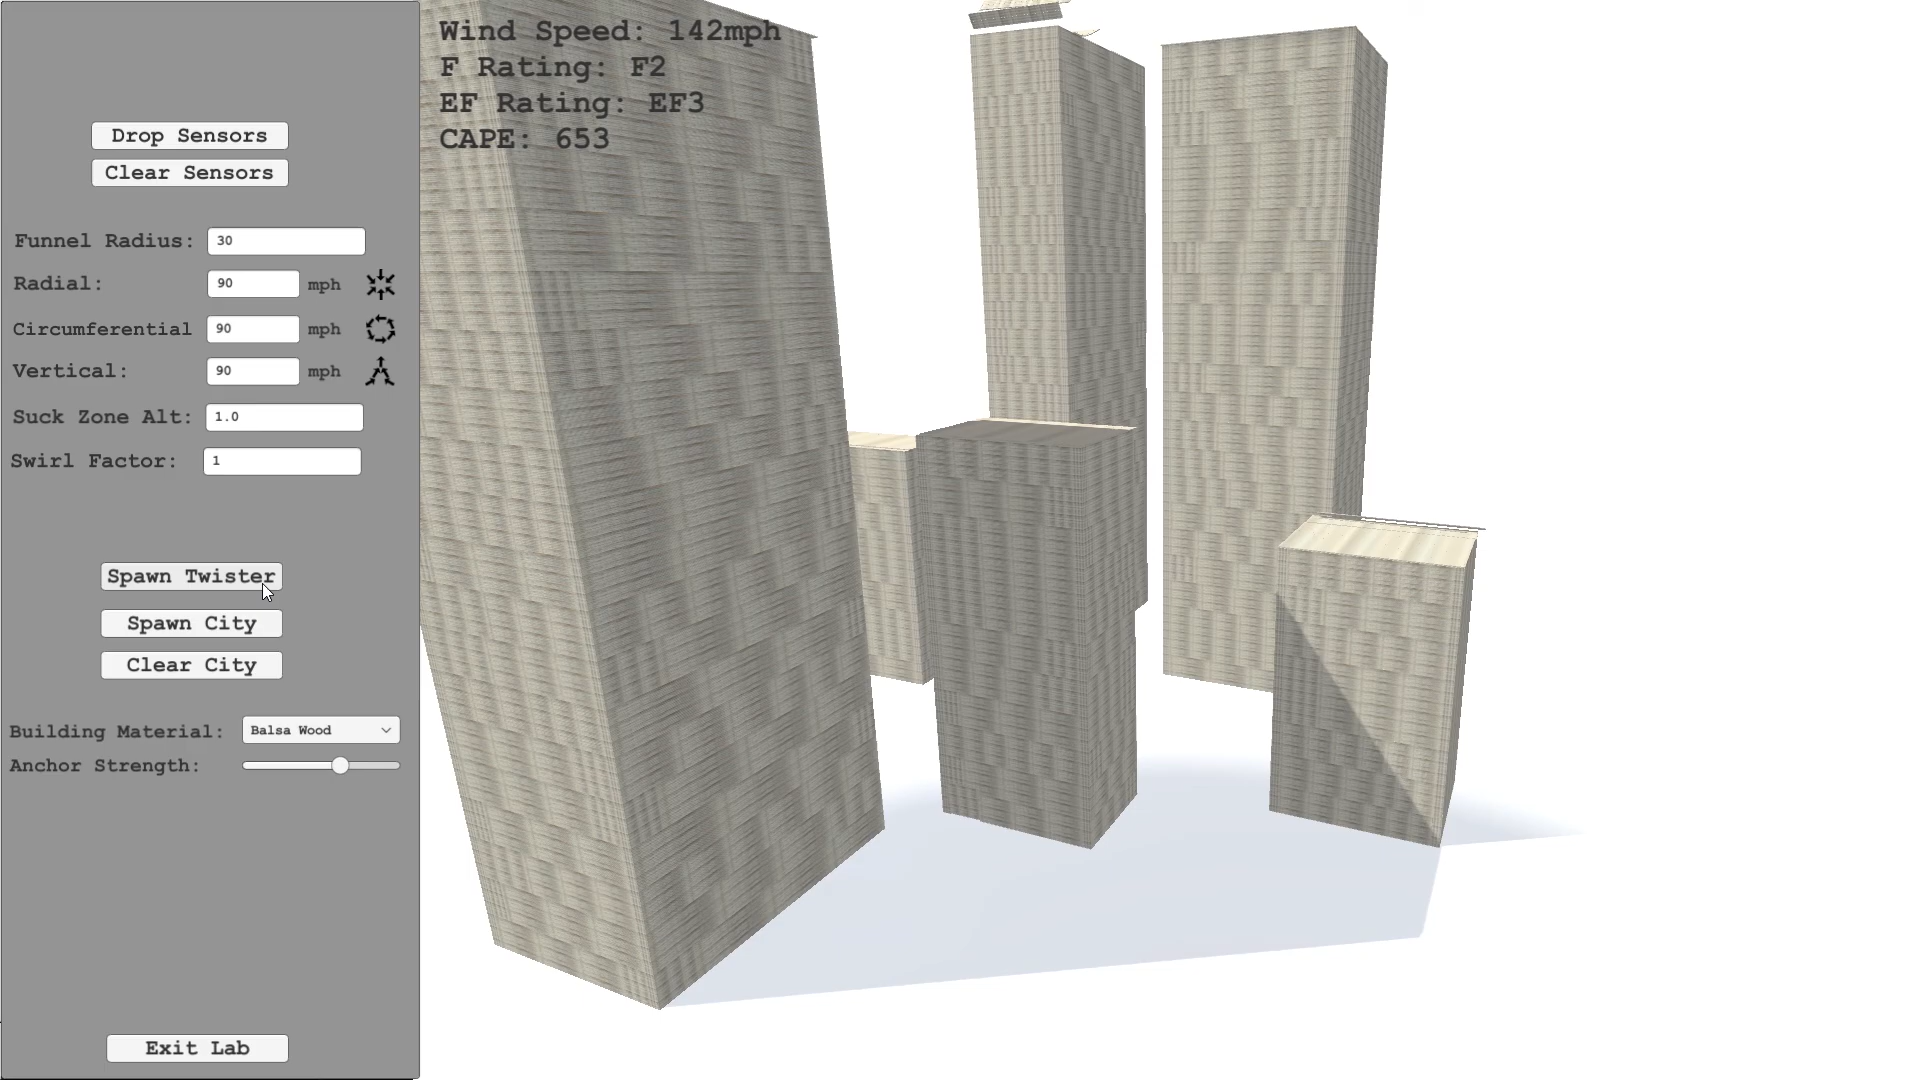 Wind Speed: 142mph
F Rating: F2
EF Rating: EF3
CAPE: 653
Drop Sensors
Clear Sensors
Funnel Radius: 30
Radial: 90 mph
Circumferential 90 mph
Vertical: 90 mph
Suck Zone Alt: 1.0
Swirl Factor: 1
Spawn Twister
Spawn City
Clear City
Building Material: Balsa Wood
Anchor Strength:
Exit Lab